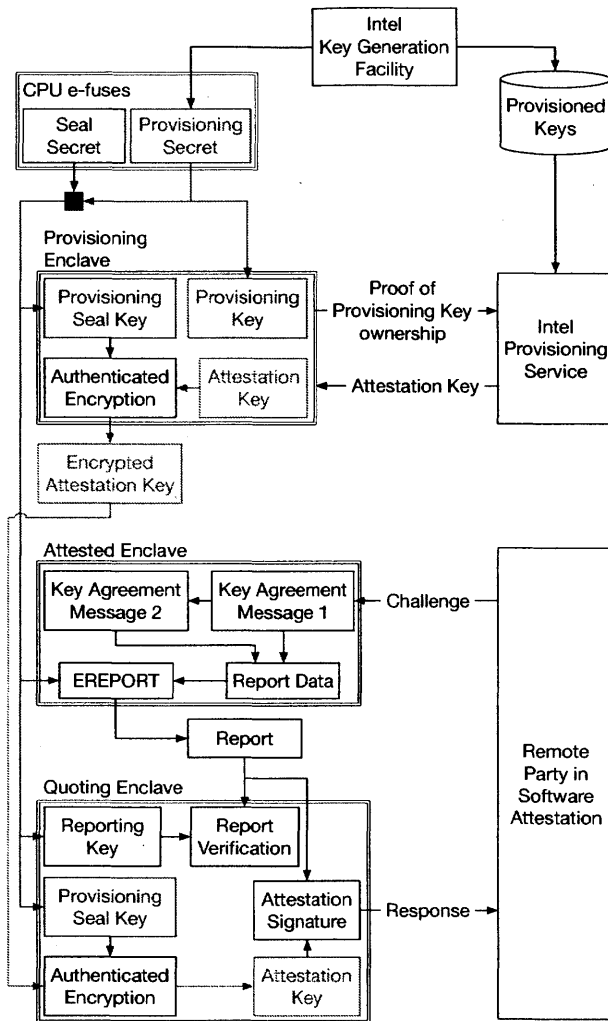 Intel
Key Generation
Facility
CPU e-fuses
Seal
Secret
Provisioning
Secret
Provisioned
Keys
Provisioning
Enclave
Provisioning
Seal Key
Provisioning
Key
Proof of
Provisioning Key
ownership
Intel
Provisioning
Service
Authenticated
Encryption
Attestation
Key
Attestation Key
Encrypted
Attestation Key
Attested Enclave
Key Agreement
Message 2
Key Agreement
Message 1
Challenge
EREPORT
Report Data
Report
Remote
Party in
Software
Attestation
Quoting Enclave
Reporting
Key
Report
Verification
Provisioning
Seal Key
Attestation
Signature
Response
Authenticated
Encryption
Attestation
Key